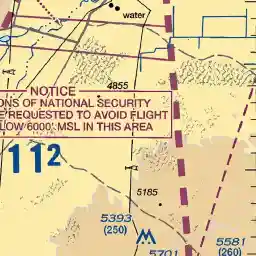 water
4855
NOTICE
ONS OF NATIONAL SECURITY
REQUESTED TO AVOID FLIGHT
LOW 6000' MSL IN THIS AREA
11²
5185
5393
(250)
5701
5581
(260)